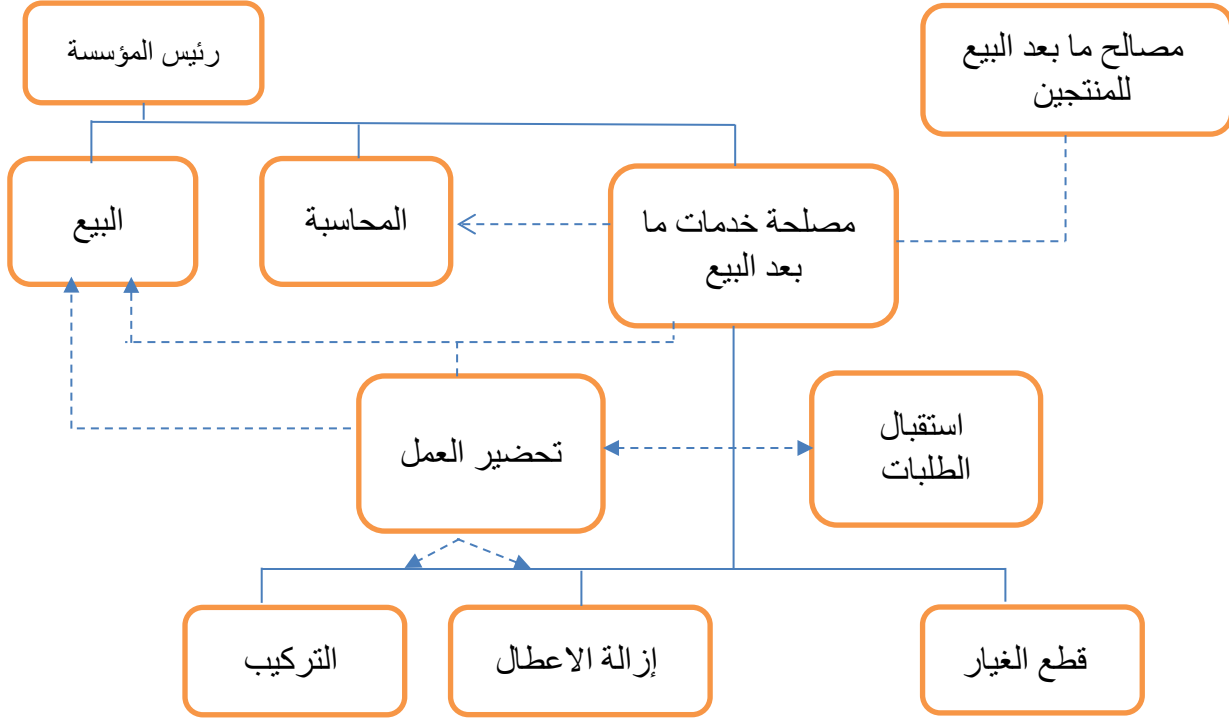 رئيس المؤسسة
مصالح ما بعد البيع
للمنتجين
البيع
المحاسبة
مصلحة خدمات ما
بعد البيع
تحضير العمل
استقبال
الطلبات
التركيب
إزالة الاعطال
قطع الغيار